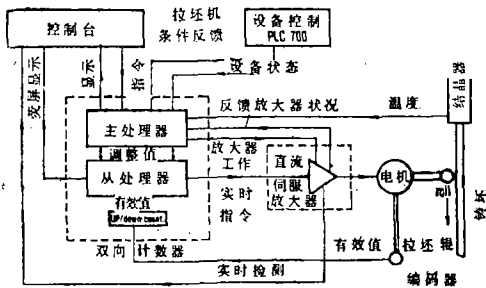 控制台
拉坯机
条件反馈
设备控制
PLC 700
荧屏显示
显示
指令
设备状态
结晶器
反馈放大器状况
温度
主处理器
调整值
放大器
工作
直流
伺服
放大器
从处理器
电机
辊
铸坯
实时
指令
有效值
UP/down count
双向计数器
有效值
拉坯辊
实时检测
编码器